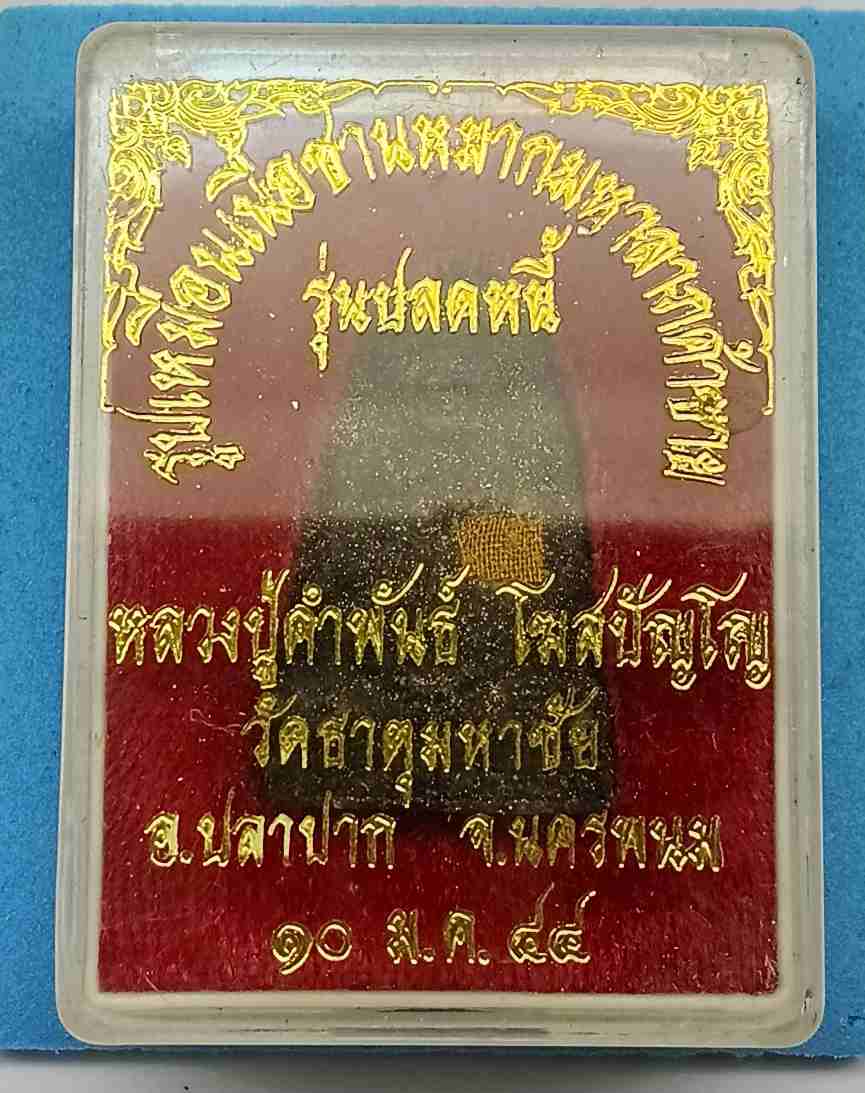 รูปเหมือนเนื้อชานหมากมหาลาภค้าขาย
รุ่นปลดหนี้
หลวงปู่คำพันธ์ โฆสปัญโญ
วัดธาตุมหาชัย
อ.ปลาปาก จ.นครพนม
๑๐ ม.ค. ๔๔